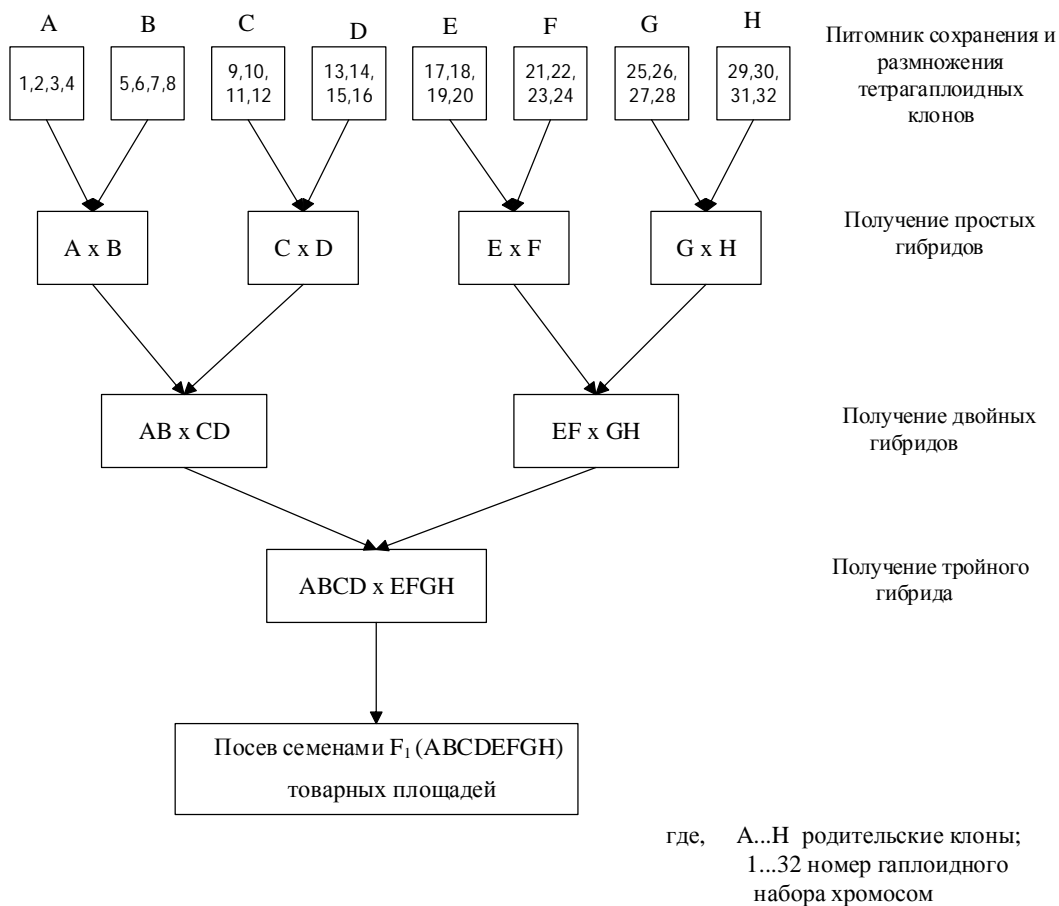 A B C D E F G H
1,2,3,4
5,6,7,8
9,10,
11,12
13,14,
15,16
17,18,
19,20
21,22,
23,24
25,26,
27,28
29,30,
31,32
Питомник сохранения и
размножения
тетрагаплоидных
клонов
A x B
C x D
E x F
G x H
Получение простых
гибридов
AB x CD
EF x GH
Получение двойных
гибридов
ABCD x EFGH
Получение тройного
гибрида
Посев семенами F₁ (ABCDEFGH)
товарных площадей
где, А...Н родительские клоны;
1...32 номер гаплоидного
набора хромосом